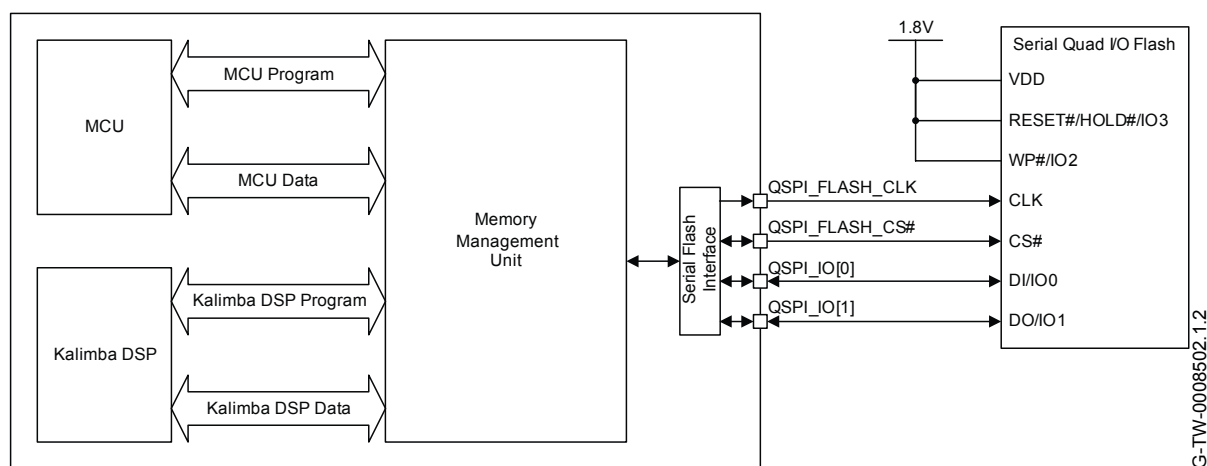 MCU
MCU Program
MCU Data
Kalimba DSP
Kalimba DSP Program
Kalimba DSP Data
Memory
Management
Unit
Serial Flash
Interface
QSPI_FLASH_CLK
QSPI_FLASH_CS#
QSPI_IO[0]
QSPI_IO[1]
1.8V
Serial Quad I/O Flash
VDD
RESET#/HOLD#/IO3
WP#/IO2
CLK
CS#
DI/IO0
DO/IO1
G-TW-0008502.1.2